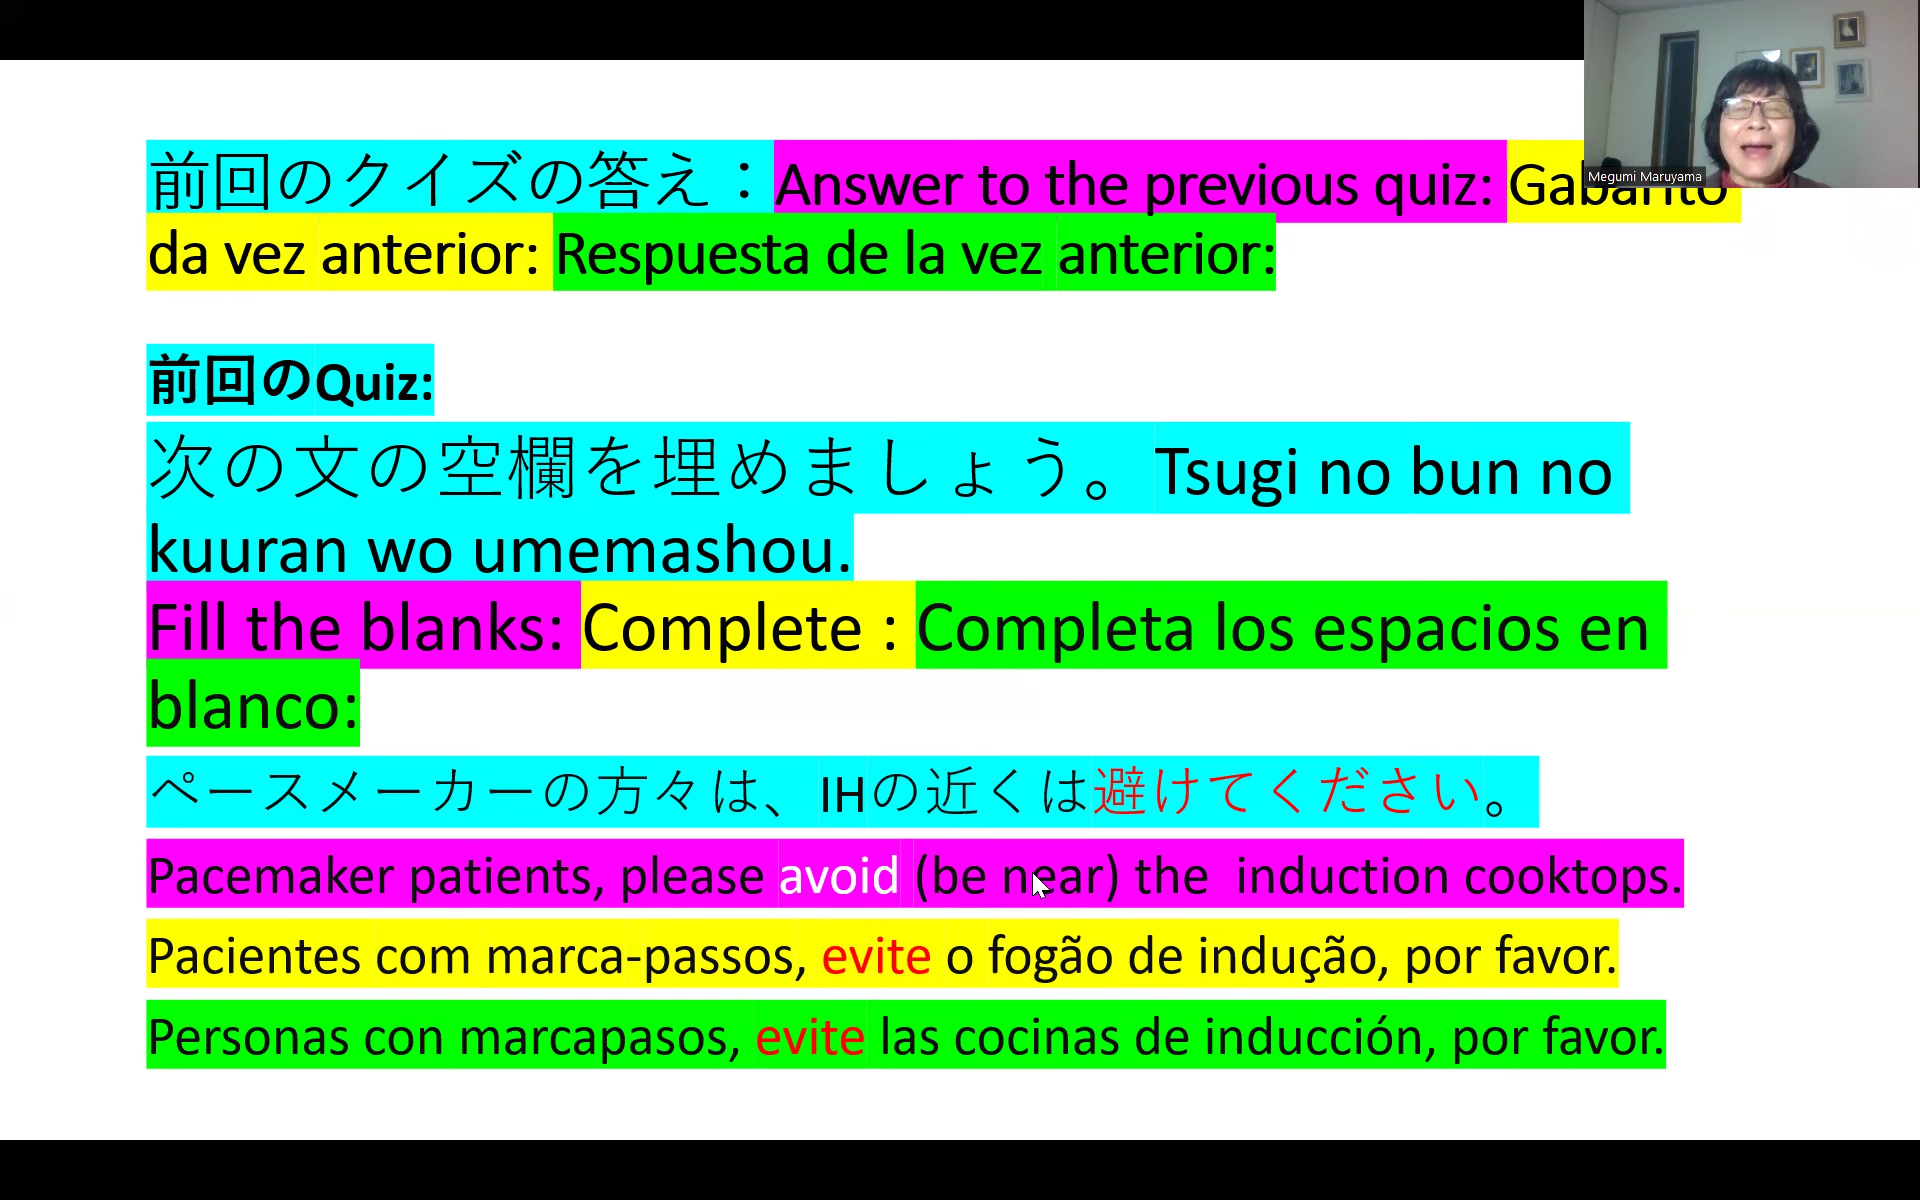 前回のクイズの答え：Answer to the previous quiz: Gabarito
da vez anterior: Respuesta de la vez anterior:
Megumi Maruyama
前回のQuiz:
次の文の空欄を埋めましょう。Tsugi no bun no
kuuran wo umemashou.
Fill the blanks: Complete : Completa los espacios en
blanco:
ペースメーカーの方々は、IHの近くは避けてください。
Pacemaker patients, please avoid (be near) the induction cooktops.
Pacientes com marca-passos, evite o fogão de indução, por favor.
Personas con marcapasos, evite las cocinas de inducción, por favor.